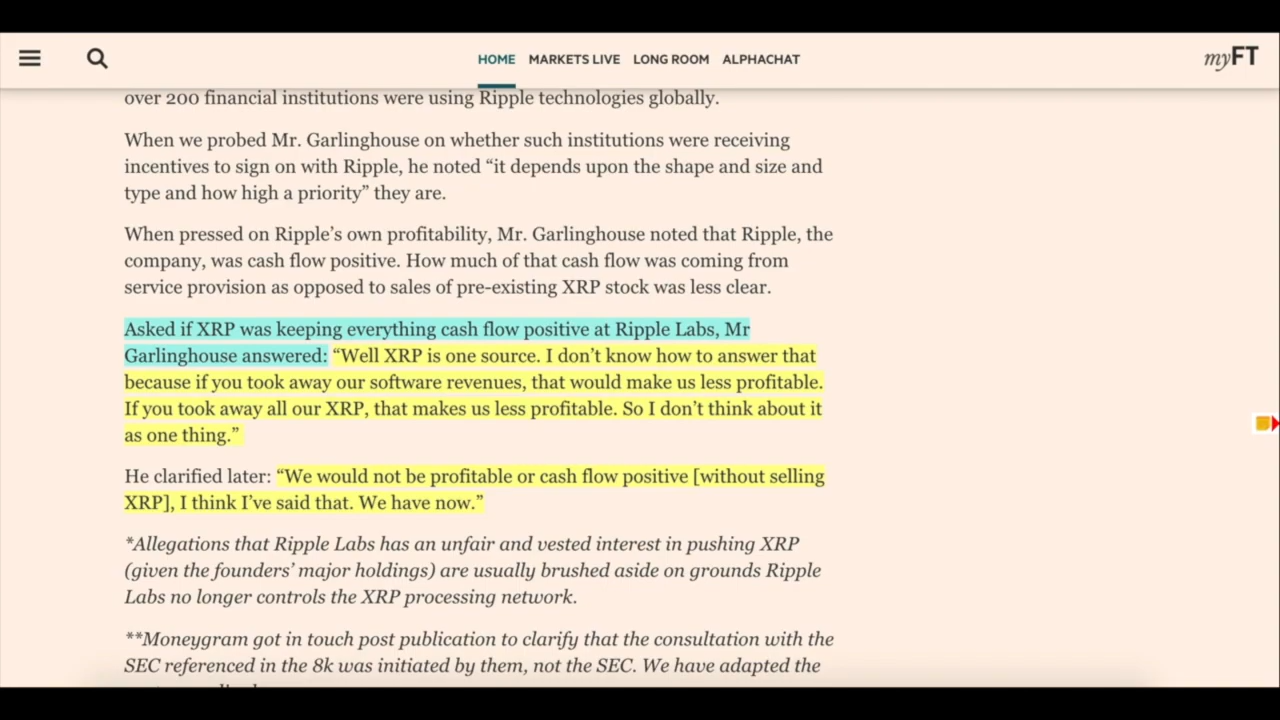 HOME MARKETS LIVE LONG ROOM ALPHACHAT
myFT
over 200 financial institutions were using Ripple technologies globally.
When we probed Mr. Garlinghouse on whether such institutions were receiving
incentives to sign on with Ripple, he noted “it depends upon the shape and size and
type and how high a priority” they are.
When pressed on Ripple’s own profitability, Mr. Garlinghouse noted that Ripple, the
company, was cash flow positive. How much of that cash flow was coming from
service provision as opposed to sales of pre-existing XRP stock was less clear.
Asked if XRP was keeping everything cash flow positive at Ripple Labs, Mr
Garlinghouse answered: “Well XRP is one source. I don’t know how to answer that
because if you took away our software revenues, that would make us less profitable.
If you took away all our XRP, that makes us less profitable. So I don’t think about it
as one thing.”
He clarified later: “We would not be profitable or cash flow positive [without selling
XRP], I think I’ve said that. We have now.”
*Allegations that Ripple Labs has an unfair and vested interest in pushing XRP
(given the founders’ major holdings) are usually brushed aside on grounds Ripple
Labs no longer controls the XRP processing network.
**Moneygram got in touch post publication to clarify that the consultation with the
SEC referenced in the 8k was initiated by them, not the SEC. We have adapted the